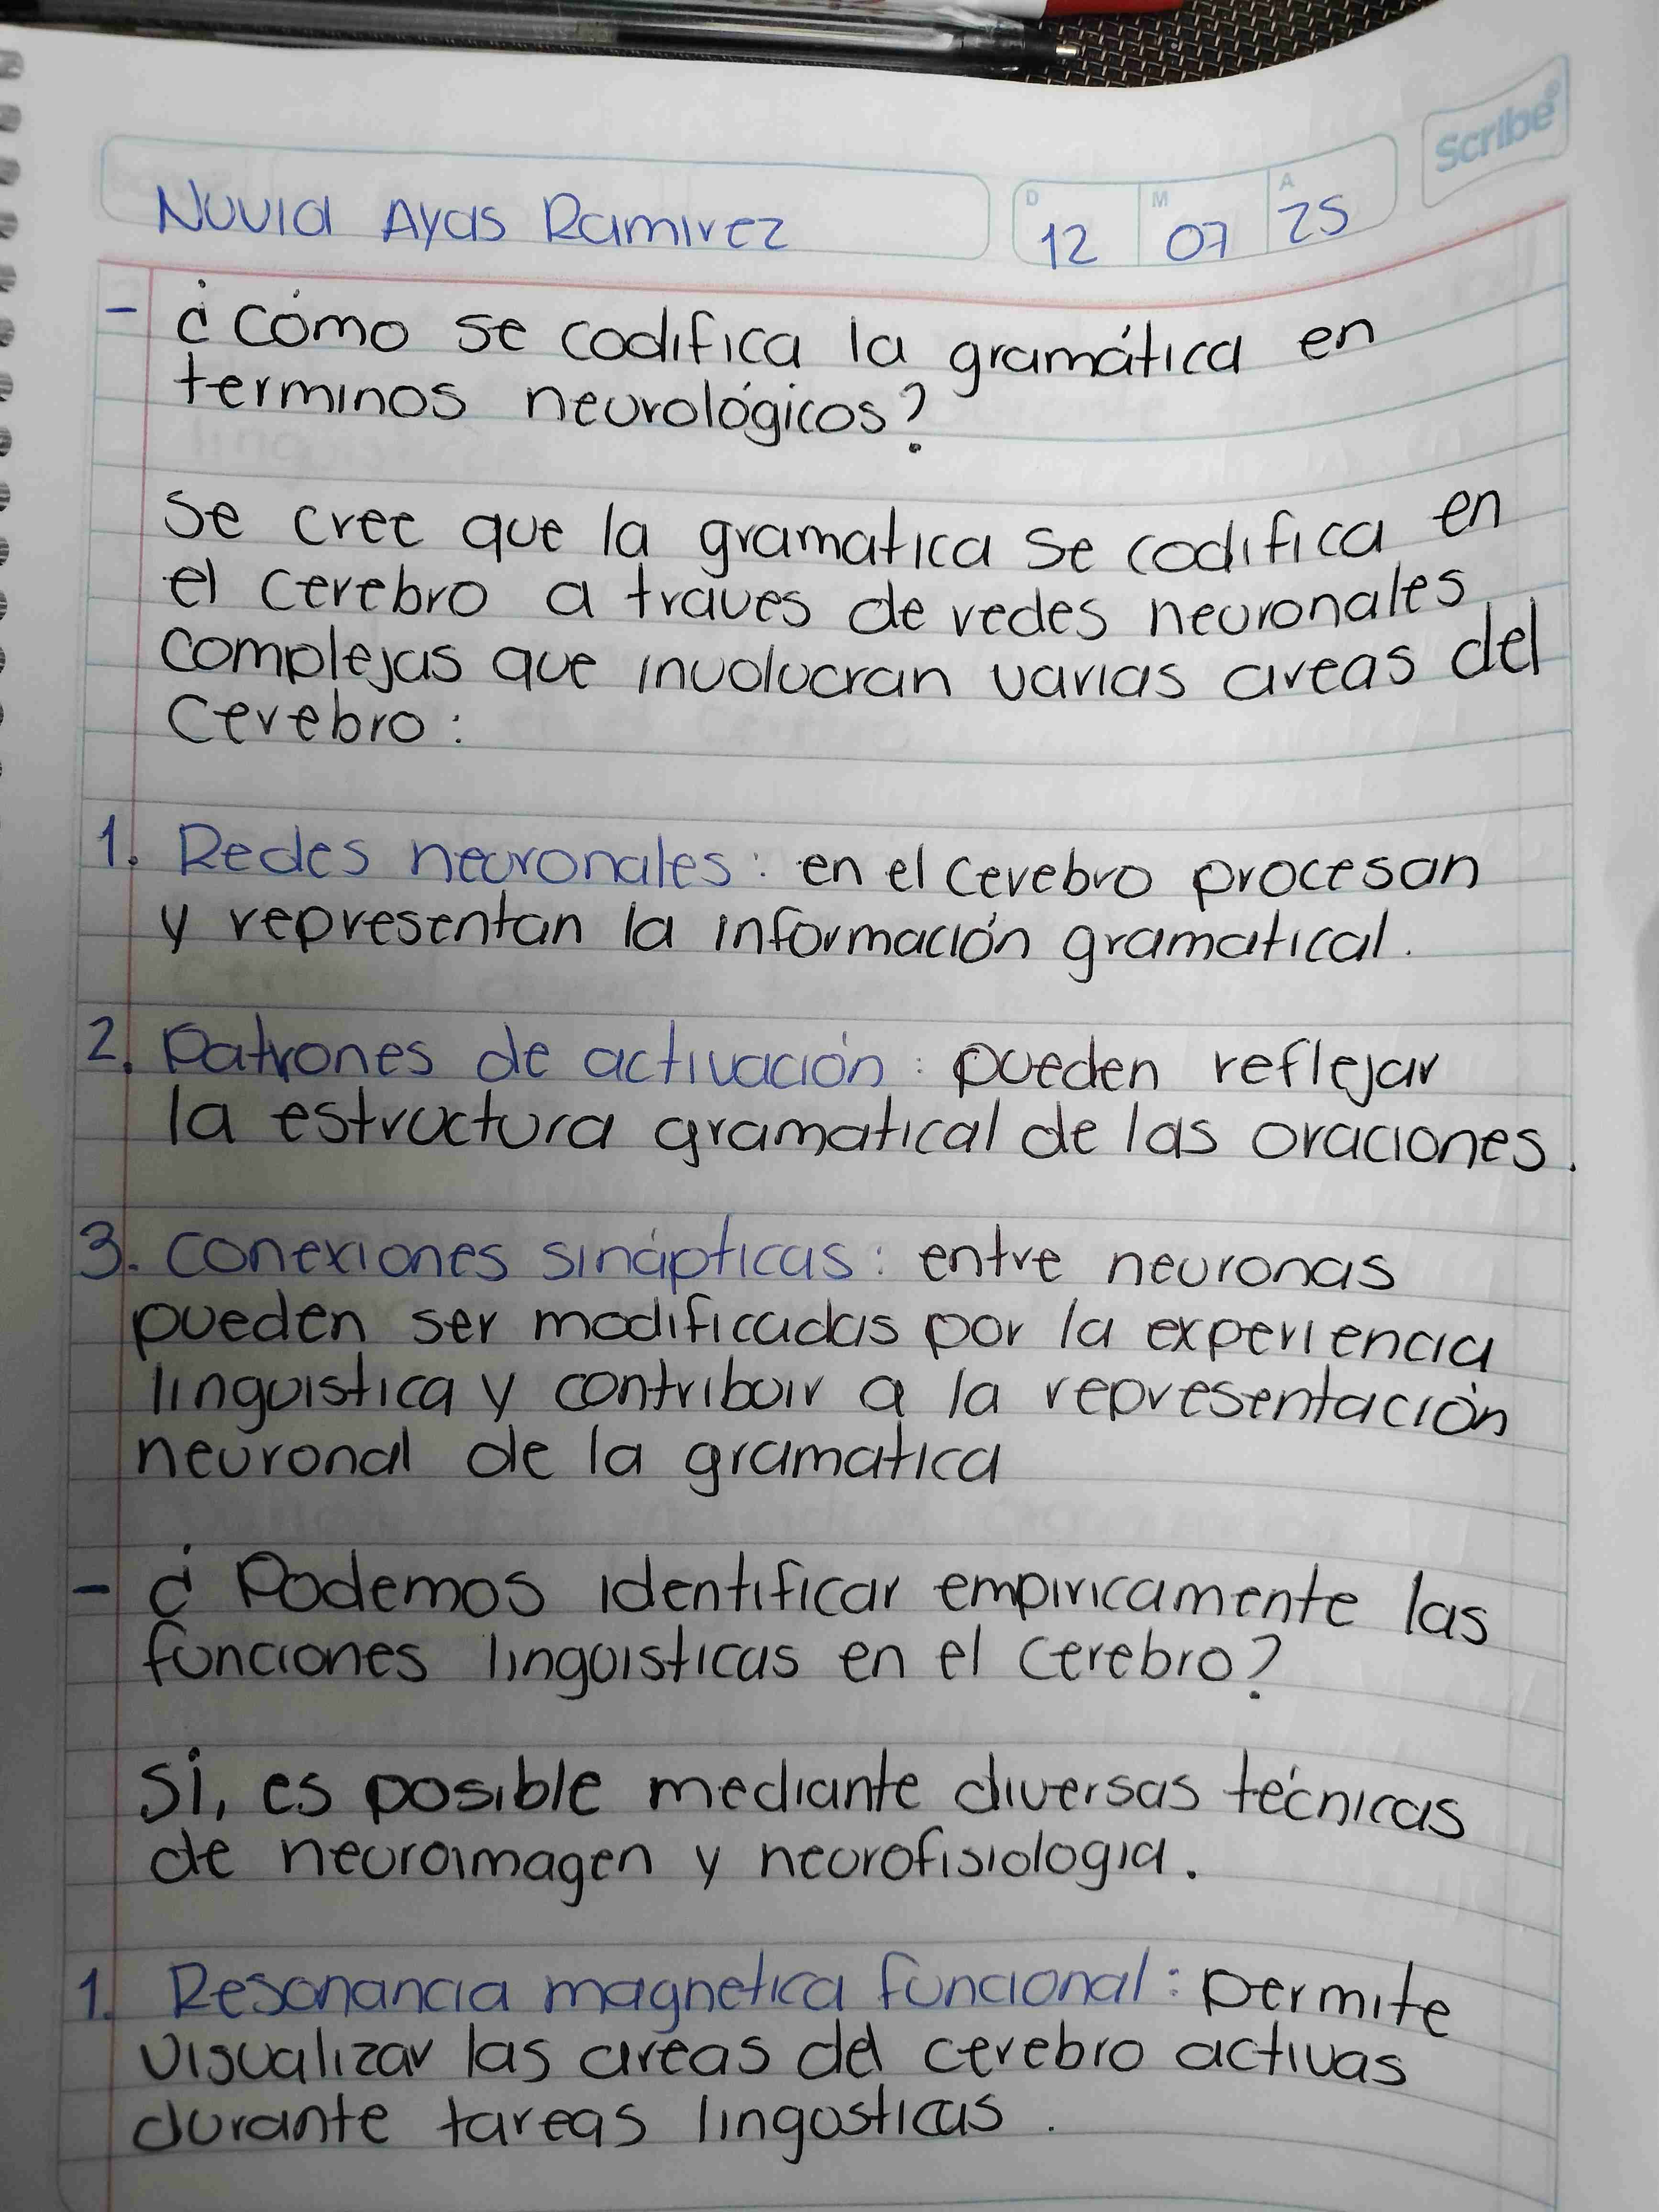 Scribe®
Nuvia Ayas Ramirez
D M A
12 07 25
- ¿Cómo se codifica la gramática en
terminos neurológicos?
Se cree que la gramatica se codifica en
el cerebro a traves de redes neuronales
complejas que involucran varias areas del
cerebro:
1. Redes neuronales: en el cerebro procesan
y representan la información gramatical.
2. Patrones de activación: pueden reflejar
la estructura gramatical de las oraciones.
3. Conexiones sinápticas: entre neuronas
pueden ser modificadas por la experiencia
linguistica y contribuir a la representación
neuronal de la gramatica
- ¿Podemos identificar empiricamente las
funciones linguisticas en el cerebro?
Si, es posible mediante diversas técnicas
de neuroimagen y neurofisiologia.
1. Resonancia magnetica funcional: permite
visualizar las areas del cerebro activas
durante tareas lingusticas.